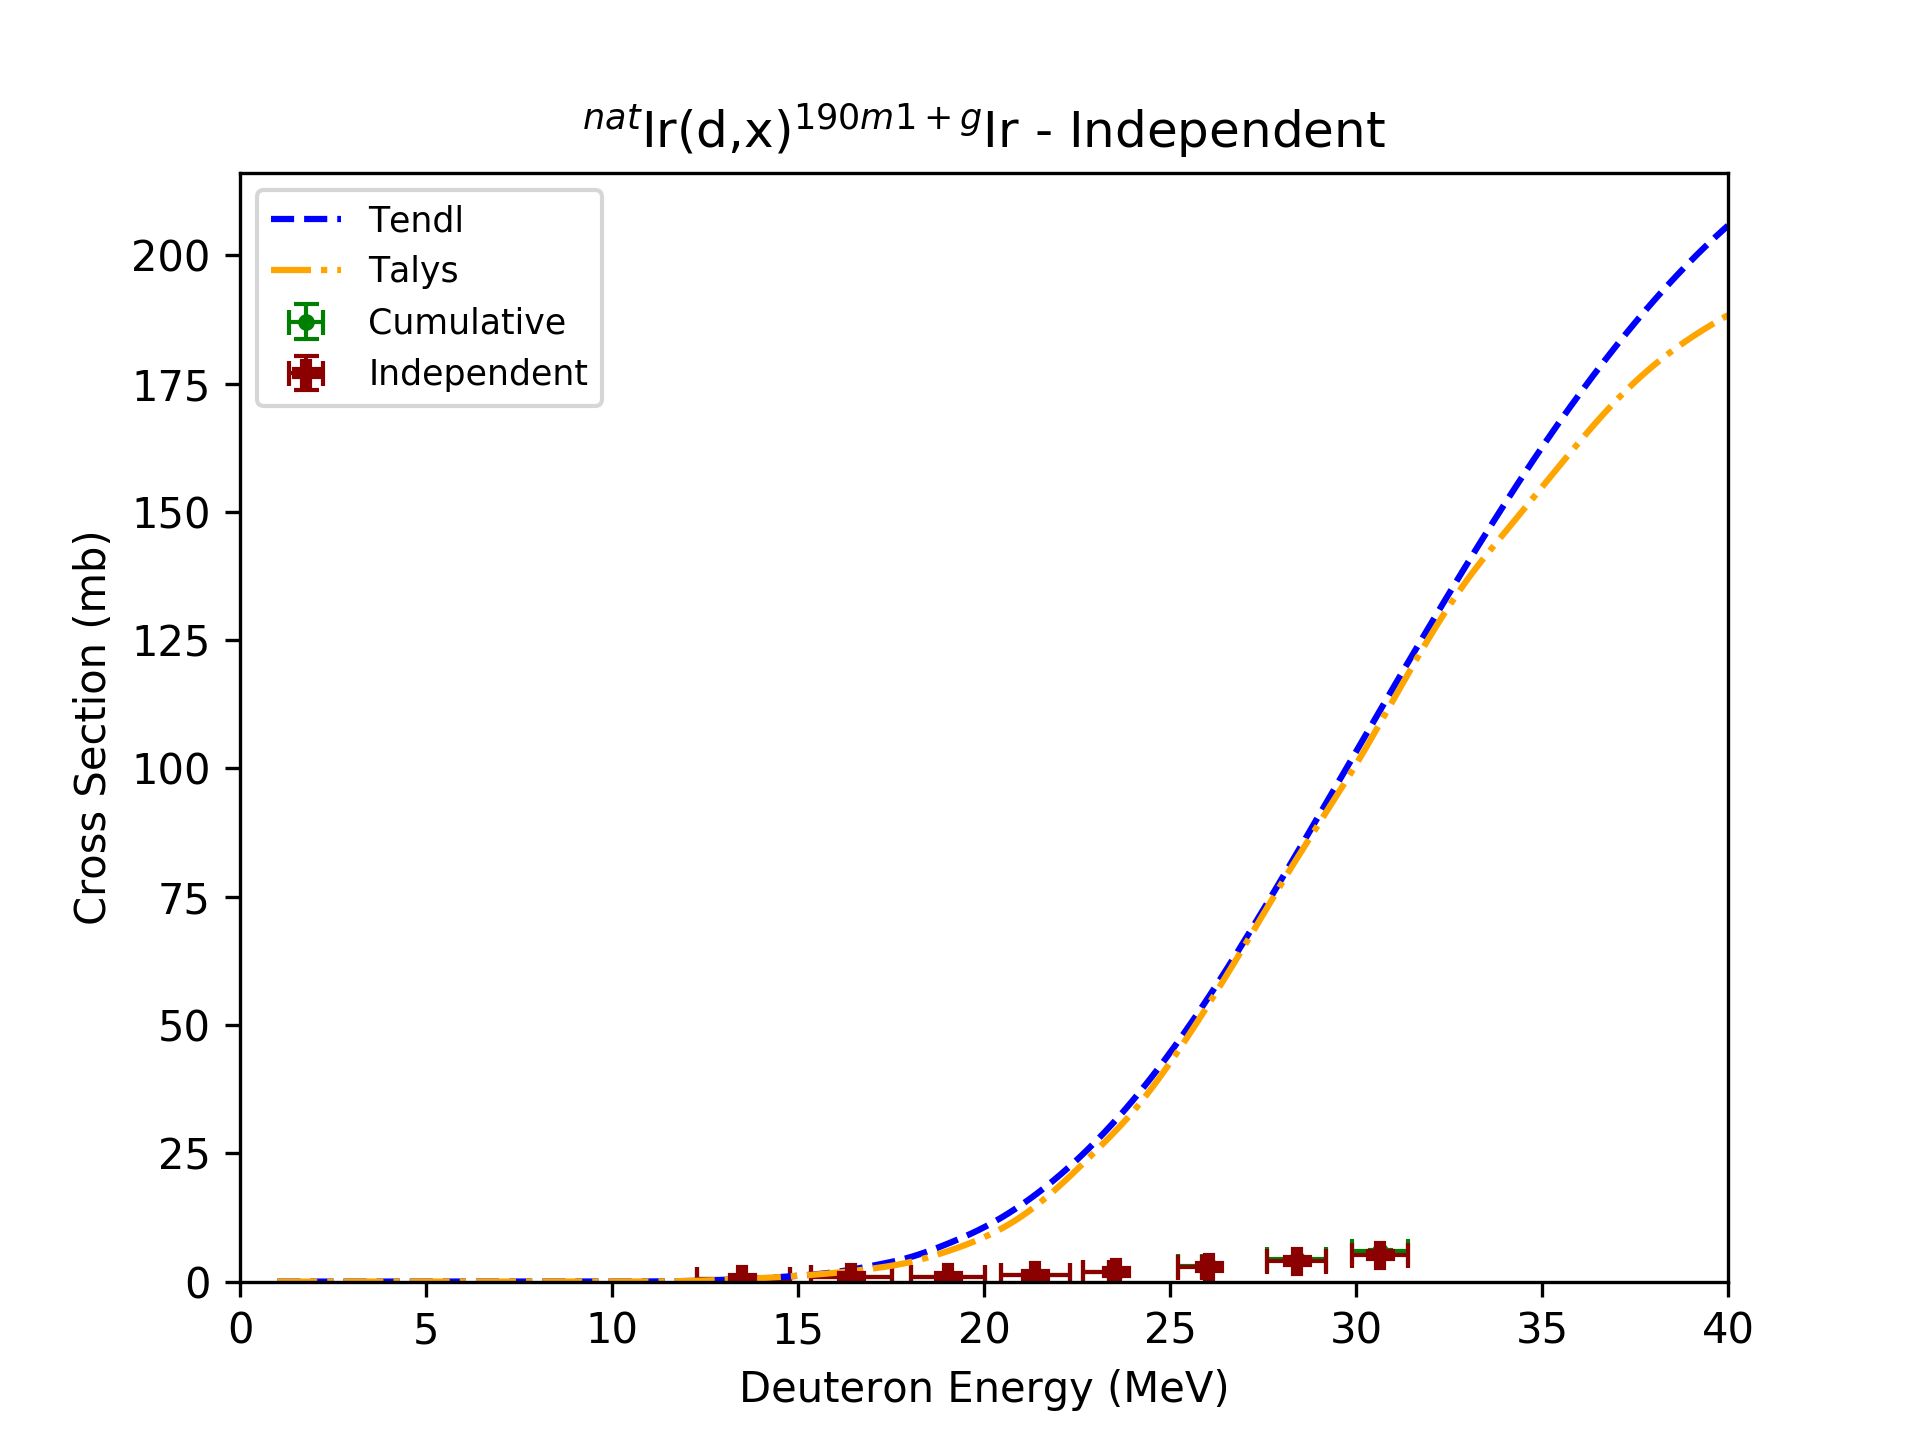 natIr(d,x)190m1+gIr - Independent
Tendl
Talys
Cumulative
Independent
Cross Section (mb)
200
175
150
125
100
75
50
25
0
0 5 10 15 20 25 30 35 40
Deuteron Energy (MeV)